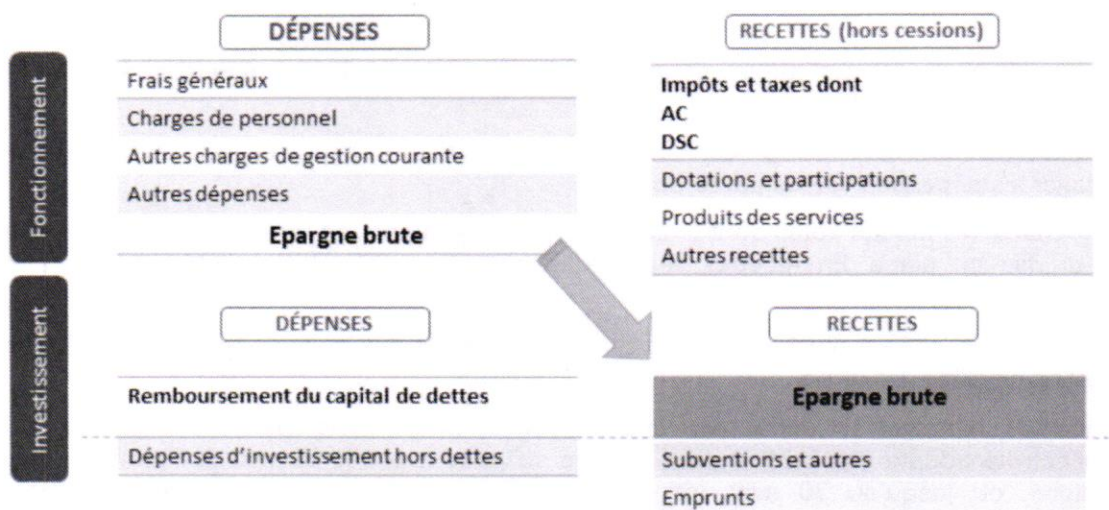 Fonctionnement
DÉPENSES
Frais généraux
Charges de personnel
Autres charges de gestion courante
Autres dépenses
Epargne brute
RECETTES (hors cessions)
Impôts et taxes dont
AC
DSC
Dotations et participations
Produits des services
Autres recettes
Investissement
DÉPENSES
Remboursement du capital de dettes
Dépenses d'investissement hors dettes
RECETTES
Epargne brute
Subventions et autres
Emprunts